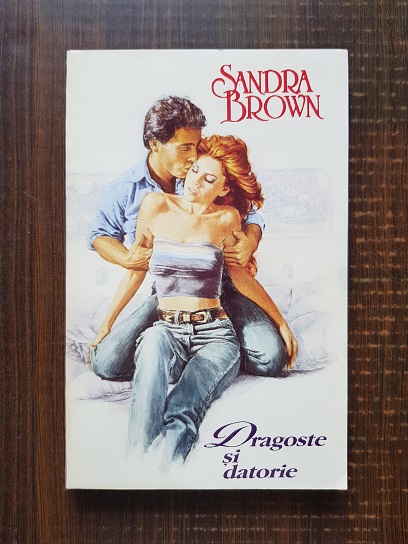 SANDRA
BROWN
Dragoste
și
datorie